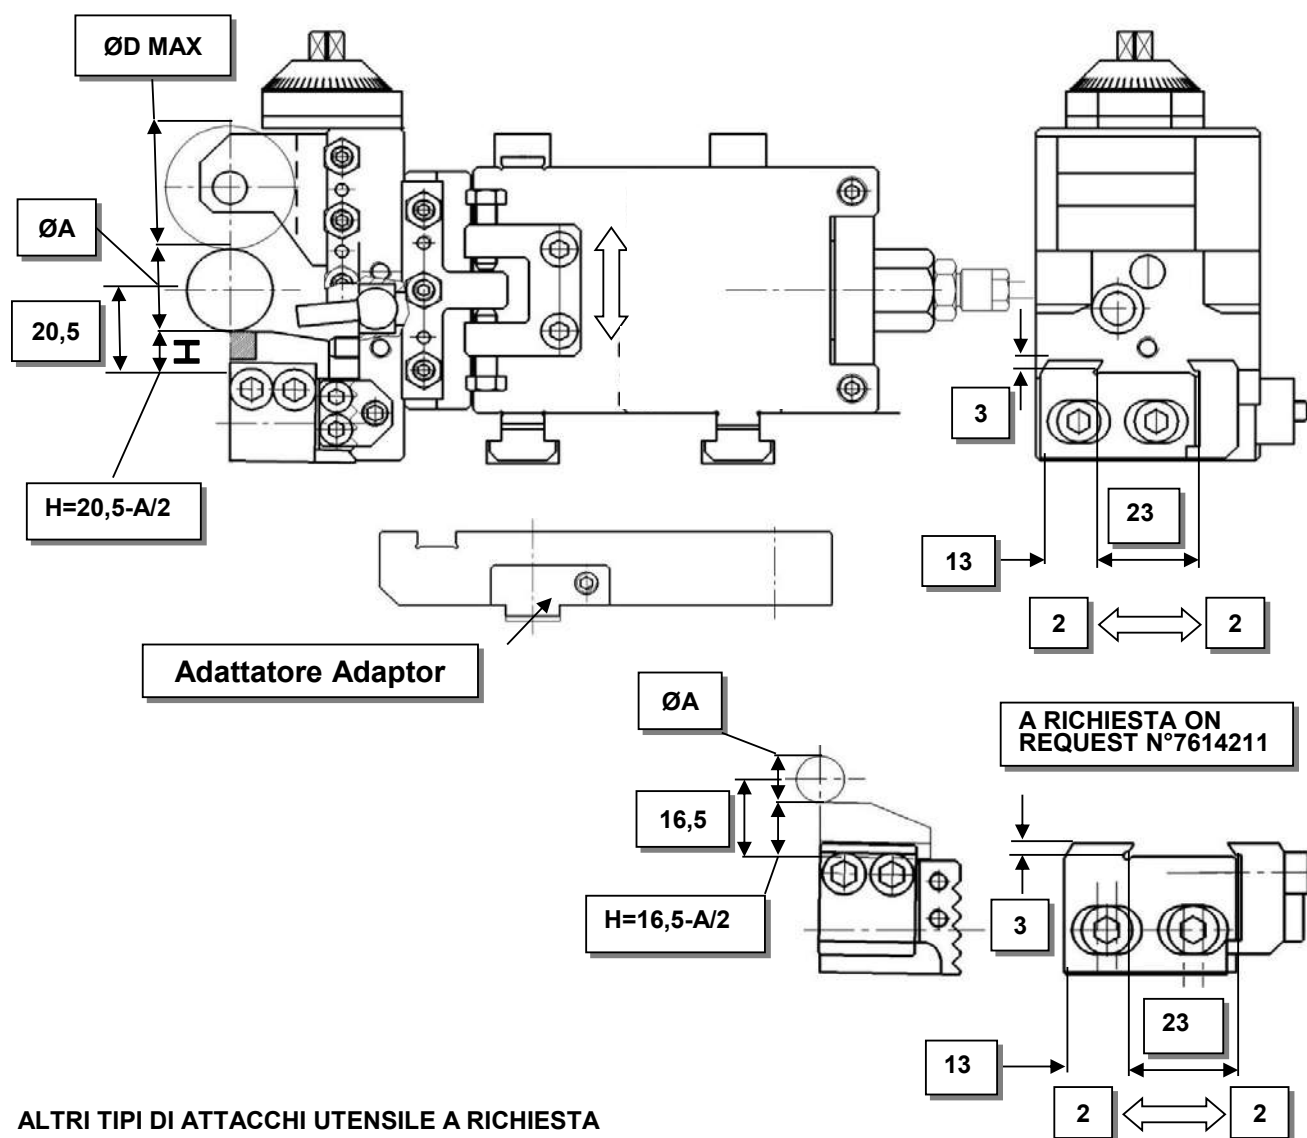 ØD MAX
ØA
20,5
H
H=20,5-A/2
3
23
13
2
2
Adattatore Adaptor
ØA
A RICHIESTA ON
REQUEST N°7614211
16,5
H=16,5-A/2
3
23
13
2
2
ALTRI TIPI DI ATTACCHI UTENSILE A RICHIESTA